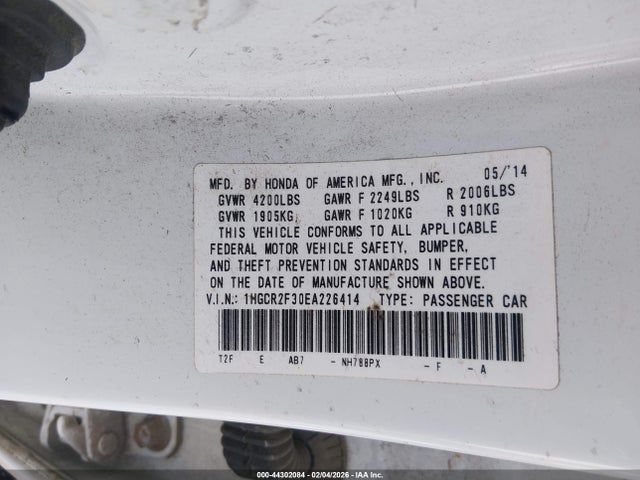 MFD. BY HONDA OF AMERICA MFG., INC. 05/'14
GVWR 4200LBS GAWR F 2249LBS R 2006LBS
GVWR 1905KG GAWR F 1020KG R 910KG
THIS VEHICLE CONFORMS TO ALL APPLICABLE
FEDERAL MOTOR VEHICLE SAFETY, BUMPER,
AND THEFT PREVENTION STANDARDS IN EFFECT
ON THE DATE OF MANUFACTURE SHOWN ABOVE.
V.I.N.: 1HGCR2F30EA226414 TYPE: PASSENGER CAR
T2F E AB7 - NH788PX - F - A
000-44302084 - 02/04/2026 - IAA Inc.